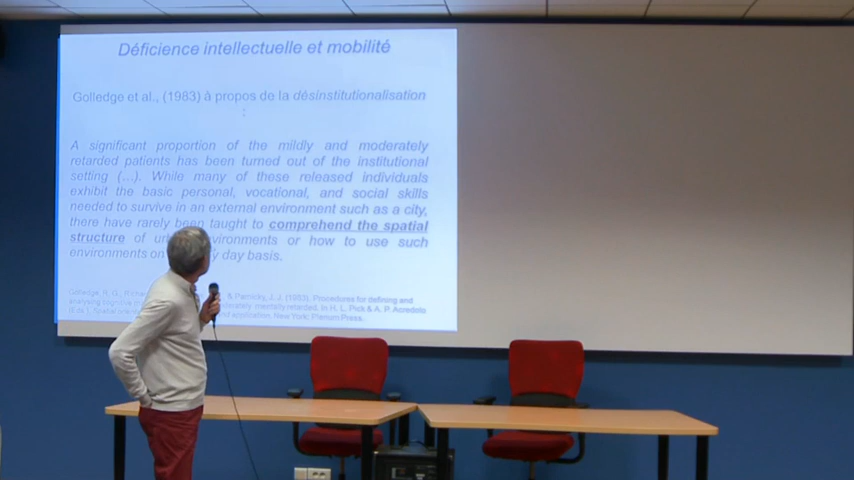 Déficience intellectuelle et mobilité
Golledge et al., (1983) à propos de la désinstitutionalisation
:
A significant proportion of the mildly and moderately
retarded patients has been turned out of the institutional
setting (…). While many of these released individuals
exhibit the basic personal, vocational, and social skills
needed to survive in an external environment such as a city,
there have rarely been taught to comprehend the spatial
structure of environments or how to use such
environments on day basis.
Golledge, R. G., & Parnicky, J. J. (1983). Procedures for defining and
analysing cognitive mentally retarded. In H. L. Pick & A. P. Acredolo
(Eds.), Spatial and application. New York: Plenum Press.